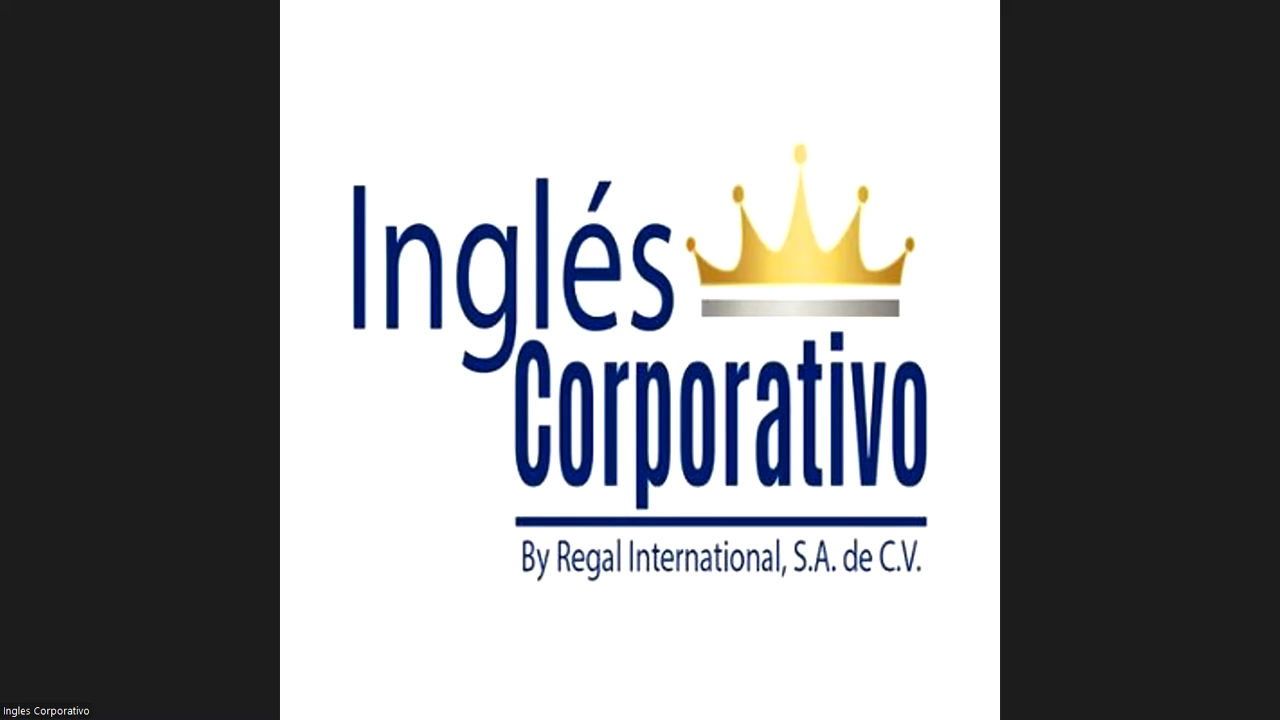 Inglés
Corporativo
By Regal International, S.A. de C.V.
Ingles Corporativo